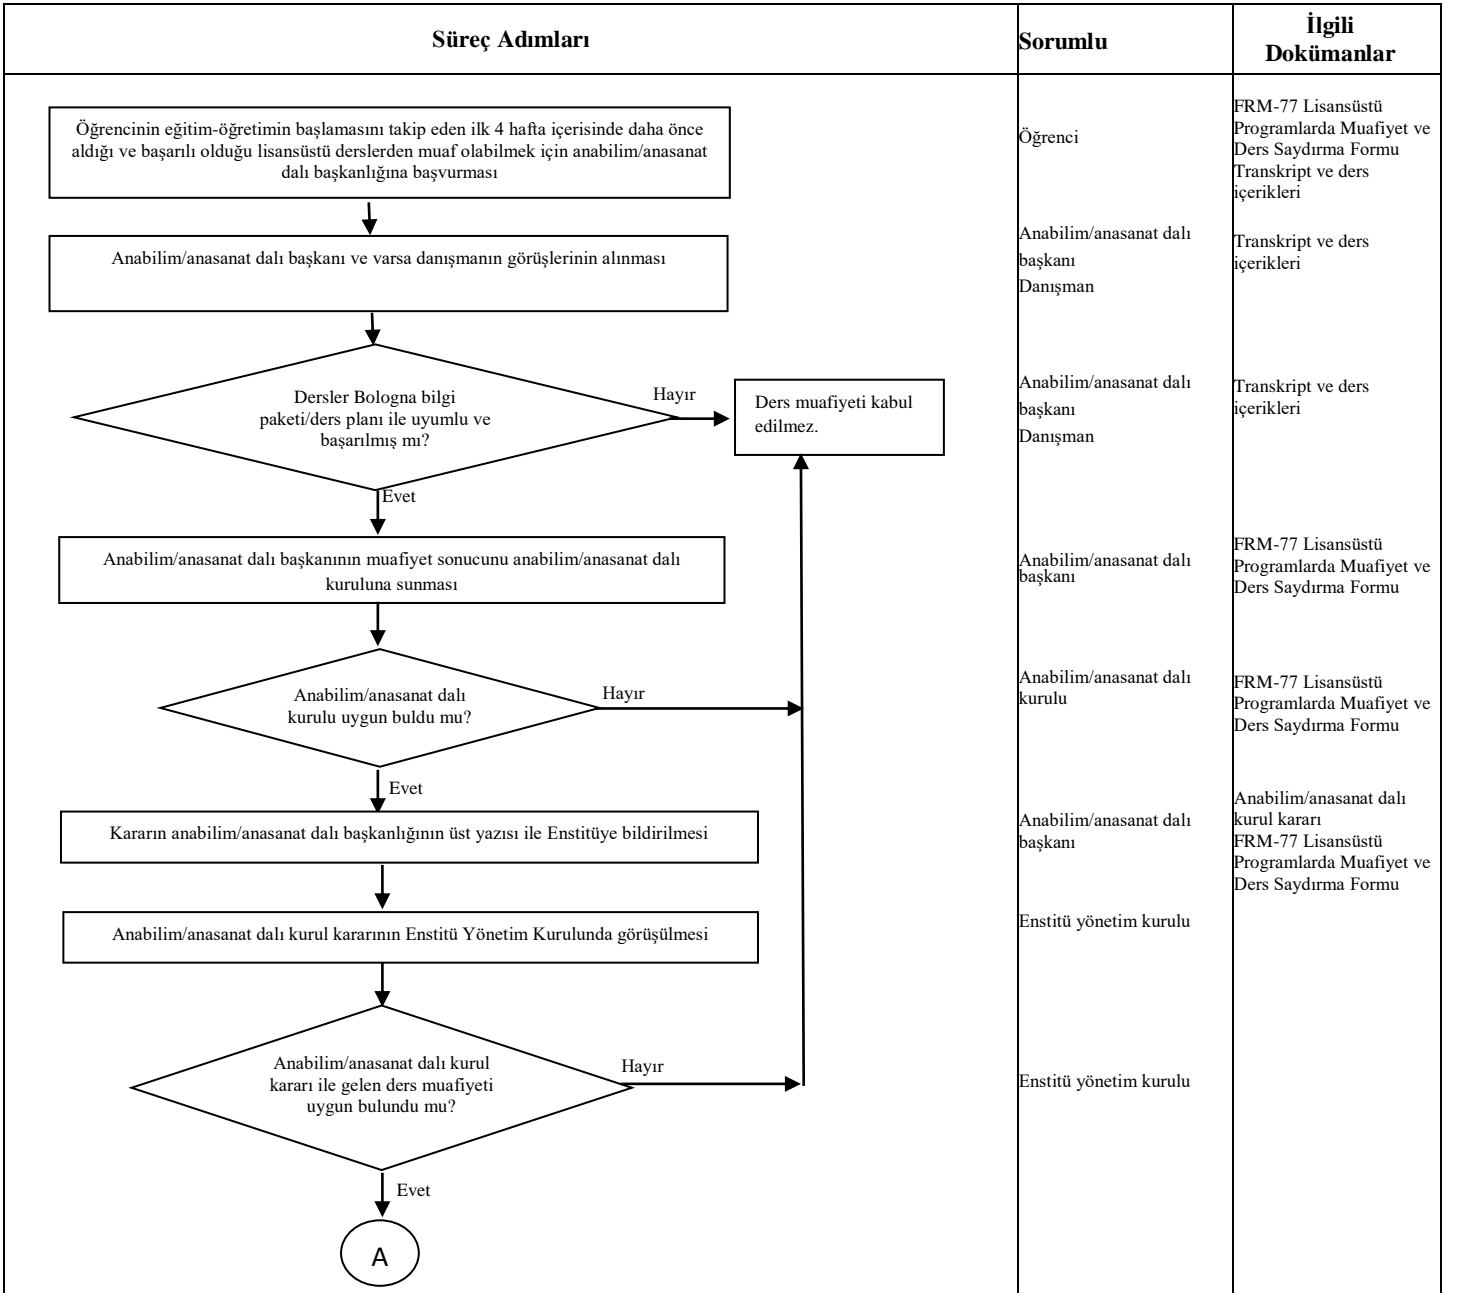 Süreç Adımları
Sorumlu
İlgili
Dokümanlar
Öğrencinin eğitim-öğretimin başlamasını takip eden ilk 4 hafta içerisinde daha önce
aldığı ve başarılı olduğu lisansüstü derslerden muaf olabilmek için anabilim/anasanat
dalı başkanlığına başvurması
Öğrenci
FRM-77 Lisansüstü
Programlarda Muafiyet ve
Ders Saydırma Formu
Transkript ve ders
içerikleri
Anabilim/anasanat dalı başkanı ve varsa danışmanın görüşlerinin alınması
Anabilim/anasanat dalı
başkanı
Danışman
Transkript ve ders
içerikleri
Dersler Bologna bilgi
paketi/ders planı ile uyumlu ve
başarılmış mı?
Hayır
Ders muafiyeti kabul
edilmez.
Evet
Anabilim/anasanat dalı
başkanı
Danışman
Transkript ve ders
içerikleri
Anabilim/anasanat dalı başkanının muafiyet sonucunu anabilim/anasanat dalı
kuruluna sunması
Anabilim/anasanat dalı
başkanı
FRM-77 Lisansüstü
Programlarda Muafiyet ve
Ders Saydırma Formu
Anabilim/anasanat dalı
kurulu uygun buldu mu?
Hayır
Evet
Anabilim/anasanat dalı
kurulu
FRM-77 Lisansüstü
Programlarda Muafiyet ve
Ders Saydırma Formu
Kararın anabilim/anasanat dalı başkanlığının üst yazısı ile Enstitüye bildirilmesi
Anabilim/anasanat dalı
başkanı
Anabilim/anasanat dalı
kurul kararı
FRM-77 Lisansüstü
Programlarda Muafiyet ve
Ders Saydırma Formu
Anabilim/anasanat dalı kurul kararının Enstitü Yönetim Kurulunda görüşülmesi
Enstitü yönetim kurulu
Anabilim/anasanat dalı kurul
kararı ile gelen ders muafiyeti
uygun bulundu mu?
Hayır
Enstitü yönetim kurulu
Evet
A